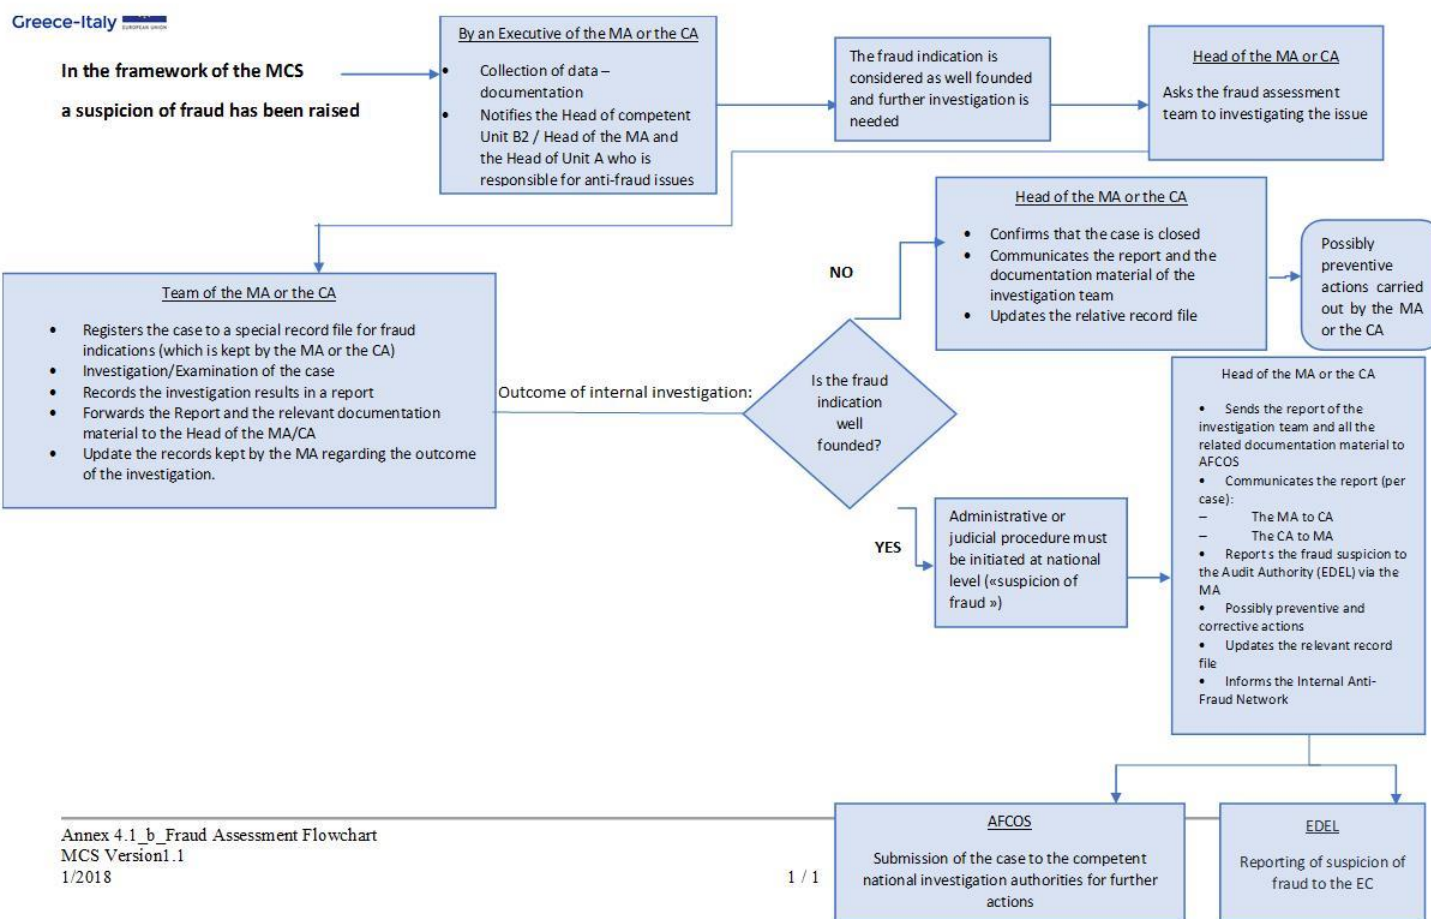 Greece-Italy
EUROPEAN UNION
In the framework of the MCS
a suspicion of fraud has been raised
By an Executive of the MA or the CA
• Collection of data –
documentation
• Notifies the Head of competent
Unit B2 / Head of the MA and
the Head of Unit A who is
responsible for anti-fraud issues
The fraud indication is
considered as well founded
and further investigation is
needed
Head of the MA or CA
Asks the fraud assessment
team to investigating the issue
Team of the MA or the CA
• Registers the case to a special record file for fraud
indications (which is kept by the MA or the CA)
• Investigation/Examination of the case
• Records the investigation results in a report
• Forwards the Report and the relevant documentation
material to the Head of the MA/CA
• Update the records kept by the MA regarding the outcome
of the investigation.
Outcome of internal investigation:
Is the fraud
indication
well
founded?
NO
Head of the MA or the CA
• Confirms that the case is closed
• Communicates the report and the
documentation material of the
investigation team
• Updates the relative record file
Possibly
preventive
actions carried
out by the MA
or the CA
YES
Administrative or
judicial procedure must
be initiated at national
level («suspicion of
fraud »)
Head of the MA or the CA
• Sends the report of the
investigation team and all the
related documentation material to
AFCOS
• Communicates the report (per
case):
– The MA to CA
– The CA to MA
• Report s the fraud suspicion to
the Audit Authority (EDEL) via the
MA
• Possibly preventive and
corrective actions
• Updates the relevant record
file
• Informs the Internal Anti-
Fraud Network
AFCOS
Submission of the case to the competent
national investigation authorities for further
actions
EDEL
Reporting of suspicion of
fraud to the EC
Annex 4.1_b_Fraud Assessment Flowchart
MCS Version1.1
1/2018
1 / 1